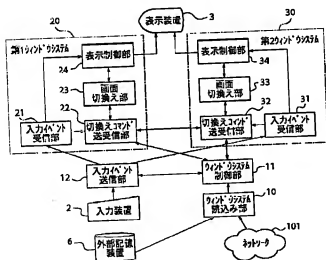 20
表示装置
3
30
第1ウィンドウシステム
第2ウィンドウシステム
表示制御部
24
表示制御部
34
23
画面
切換え部
33
画面
切換え部
21
22
32
31
入力イベント
受信部
切換えコマンド
送受信部
切換えコマンド
送受信部
入力イベント
受信部
12
入力イベント
送信部
ウィンドウシステム
制御部
11
2
入力装置
ウィンドウシステム
読込み部
10
6
外部記憶
装置
101
ネットワーク